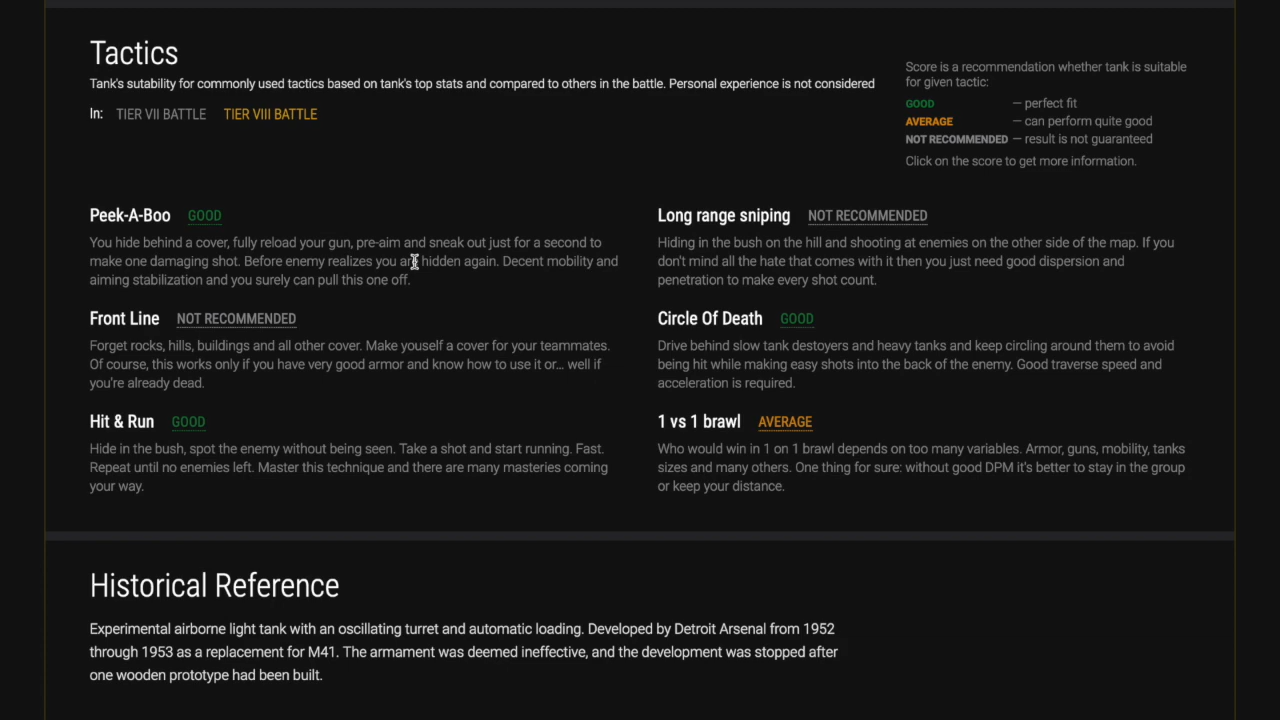 Tactics
Tank's sutability for commonly used tactics based on tank's top stats and compared to others in the battle. Personal experience is not considered
In: TIER VII BATTLE TIER VIII BATTLE
Score is a recommendation whether tank is suitable
for given tactic:
GOOD — perfect fit
AVERAGE — can perform quite good
NOT RECOMMENDED — result is not guaranteed
Click on the score to get more information.
Peek-A-Boo GOOD
You hide behind a cover, fully reload your gun, pre-aim and sneak out just for a second to
make one damaging shot. Before enemy realizes you are hidden again. Decent mobility and
aiming stabilization and you surely can pull this one off.
Long range sniping NOT RECOMMENDED
Hiding in the bush on the hill and shooting at enemies on the other side of the map. If you
don't mind all the hate that comes with it then you just need good dispersion and
penetration to make every shot count.
Front Line NOT RECOMMENDED
Forget rocks, hills, buildings and all other cover. Make youself a cover for your teammates.
Of course, this works only if you have very good armor and know how to use it or... well if
you're already dead.
Circle Of Death GOOD
Drive behind slow tank destoyers and heavy tanks and keep circling around them to avoid
being hit while making easy shots into the back of the enemy. Good traverse speed and
acceleration is required.
Hit & Run GOOD
Hide in the bush, spot the enemy without being seen. Take a shot and start running. Fast.
Repeat until no enemies left. Master this technique and there are many masteries coming
your way.
1 vs 1 brawl AVERAGE
Who would win in 1 on 1 brawl depends on too many variables. Armor, guns, mobility, tanks
sizes and many others. One thing for sure: without good DPM it's better to stay in the group
or keep your distance.
Historical Reference
Experimental airborne light tank with an oscillating turret and automatic loading. Developed by Detroit Arsenal from 1952
through 1953 as a replacement for M41. The armament was deemed ineffective, and the development was stopped after
one wooden prototype had been built.